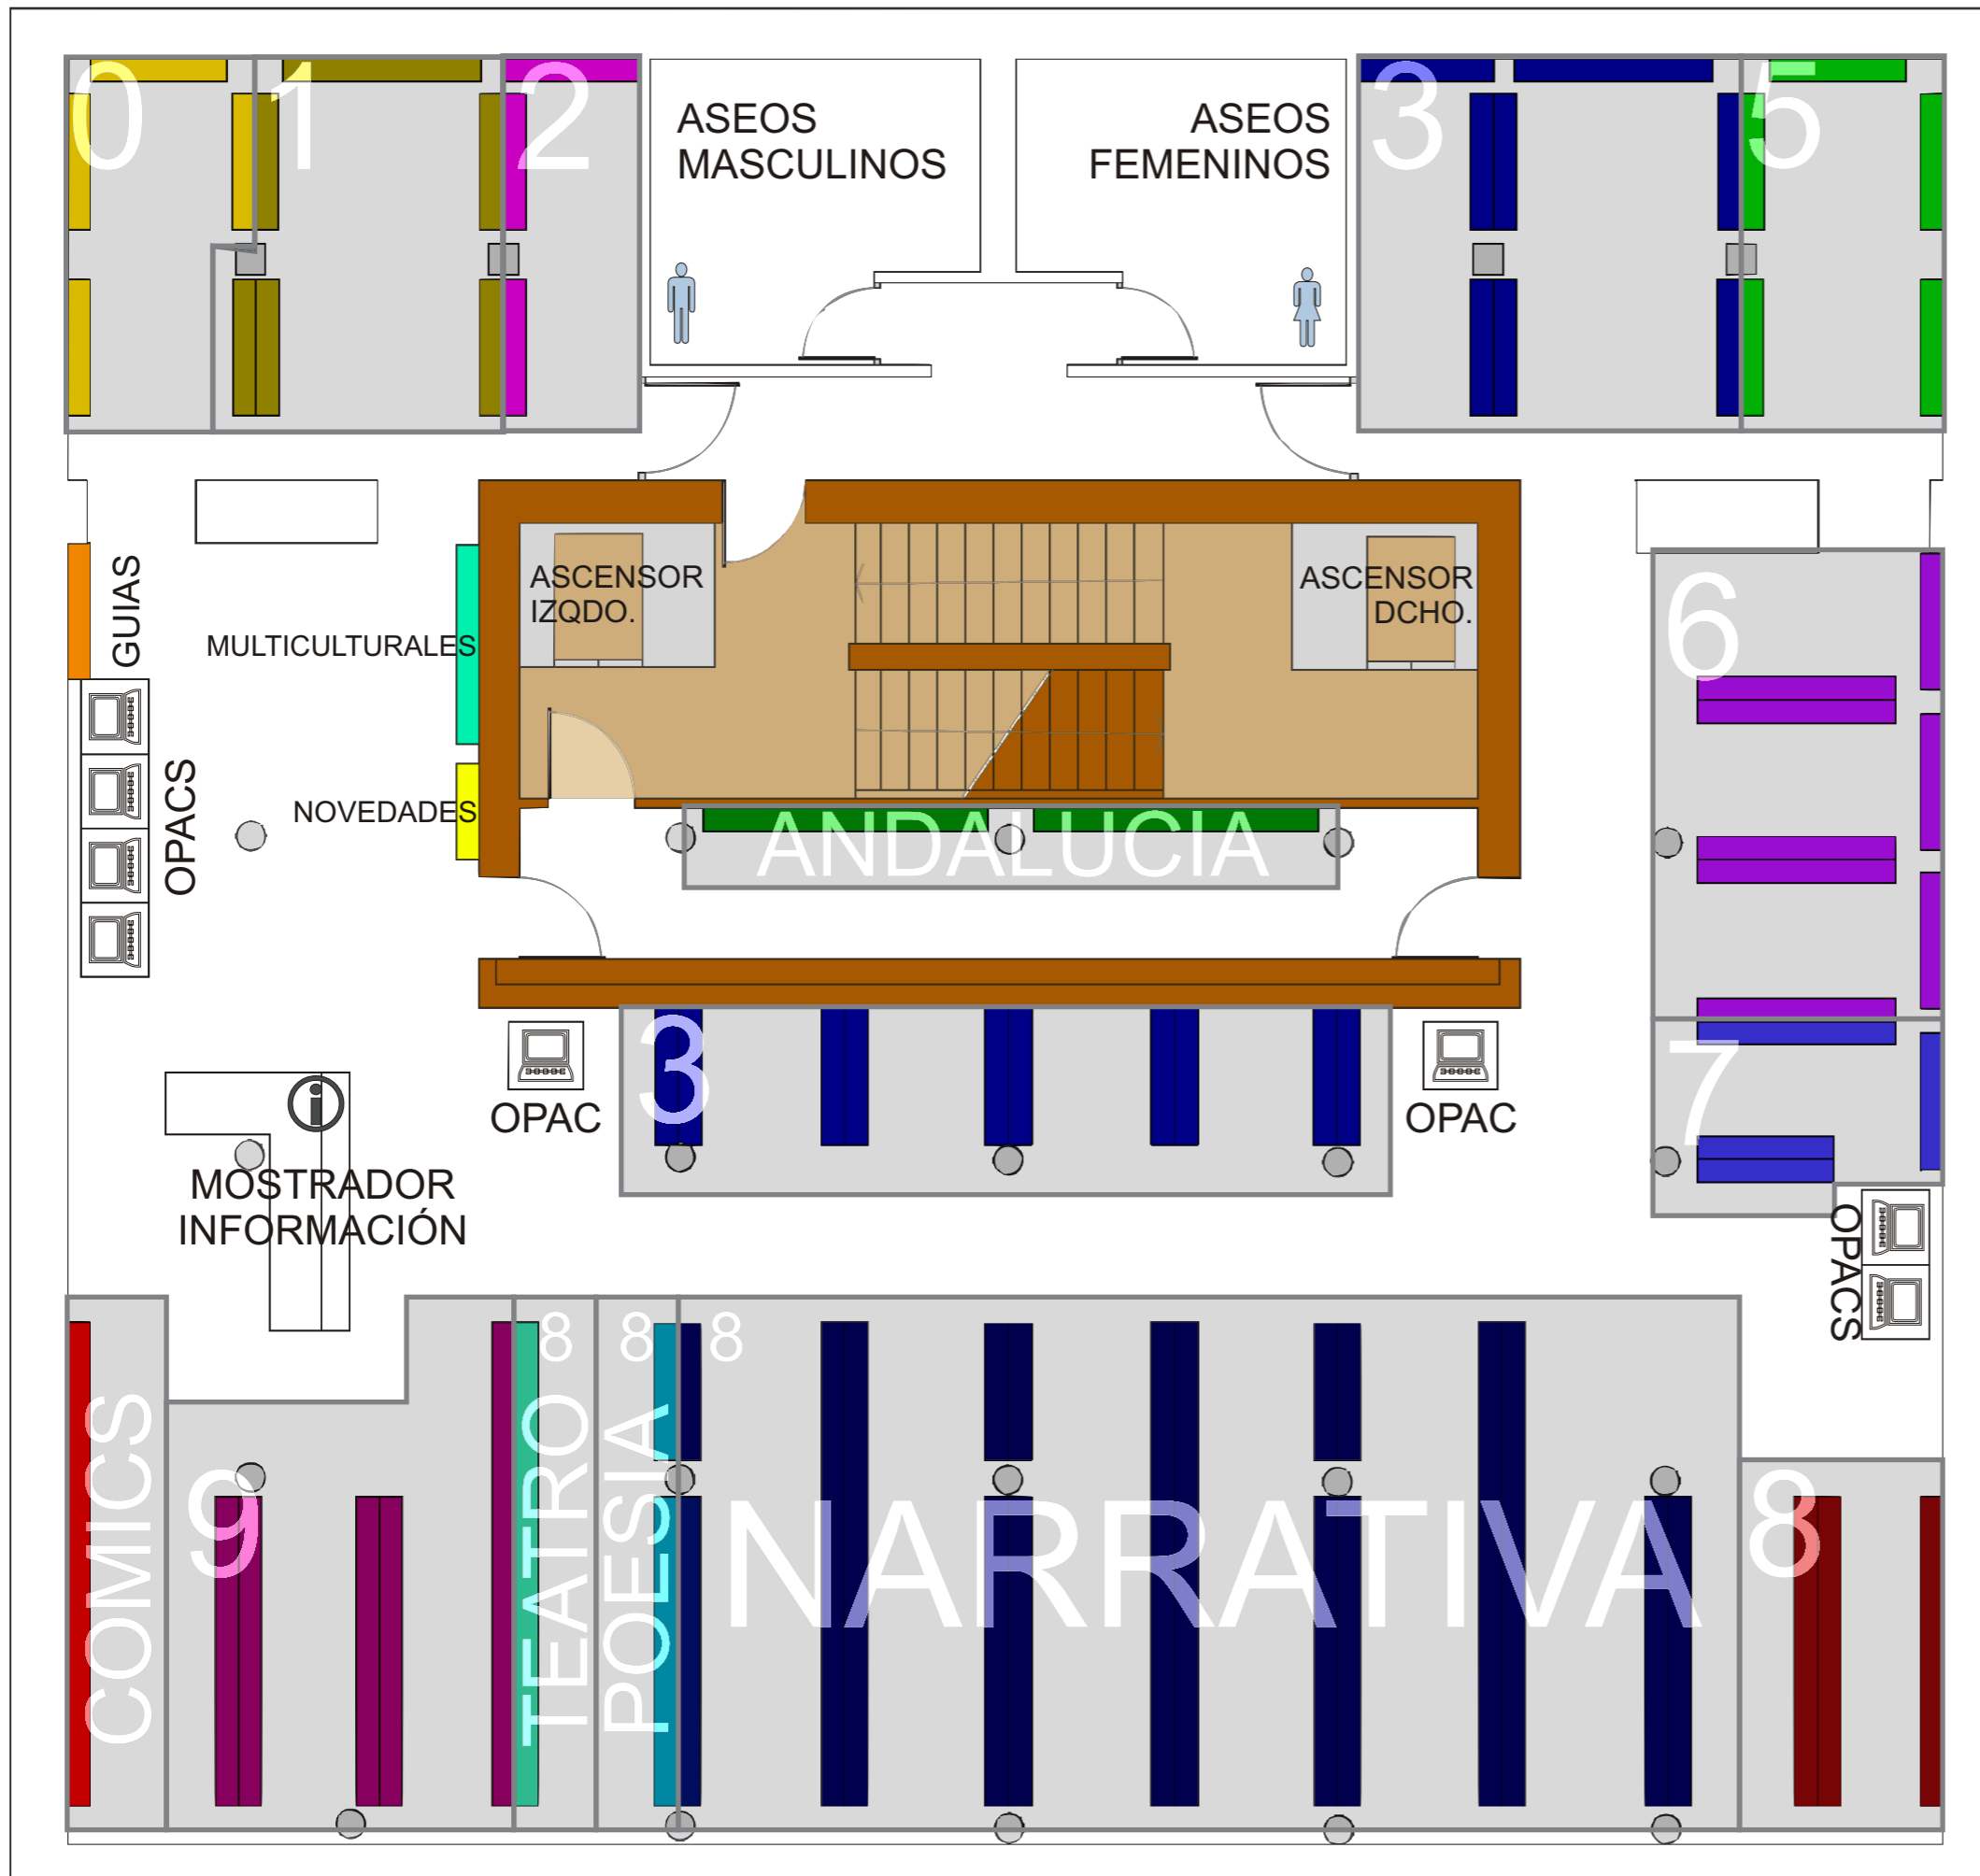 0
1
2
ASEOS
MASCULINOS
ASEOS
FEMENINOS
3
5
GUIAS
MULTICULTURALES
ASCENSOR
IZQDO.
ASCENSOR
DCHO.
6
OPACS
NOVEDADES
ANDALUCIA
3
OPAC
OPAC
7
i
MOSTRADOR
INFORMACIÓN
OPACS
COMICS
9
8
TEATRO
8
POESIA
8
NARRATIVA
8